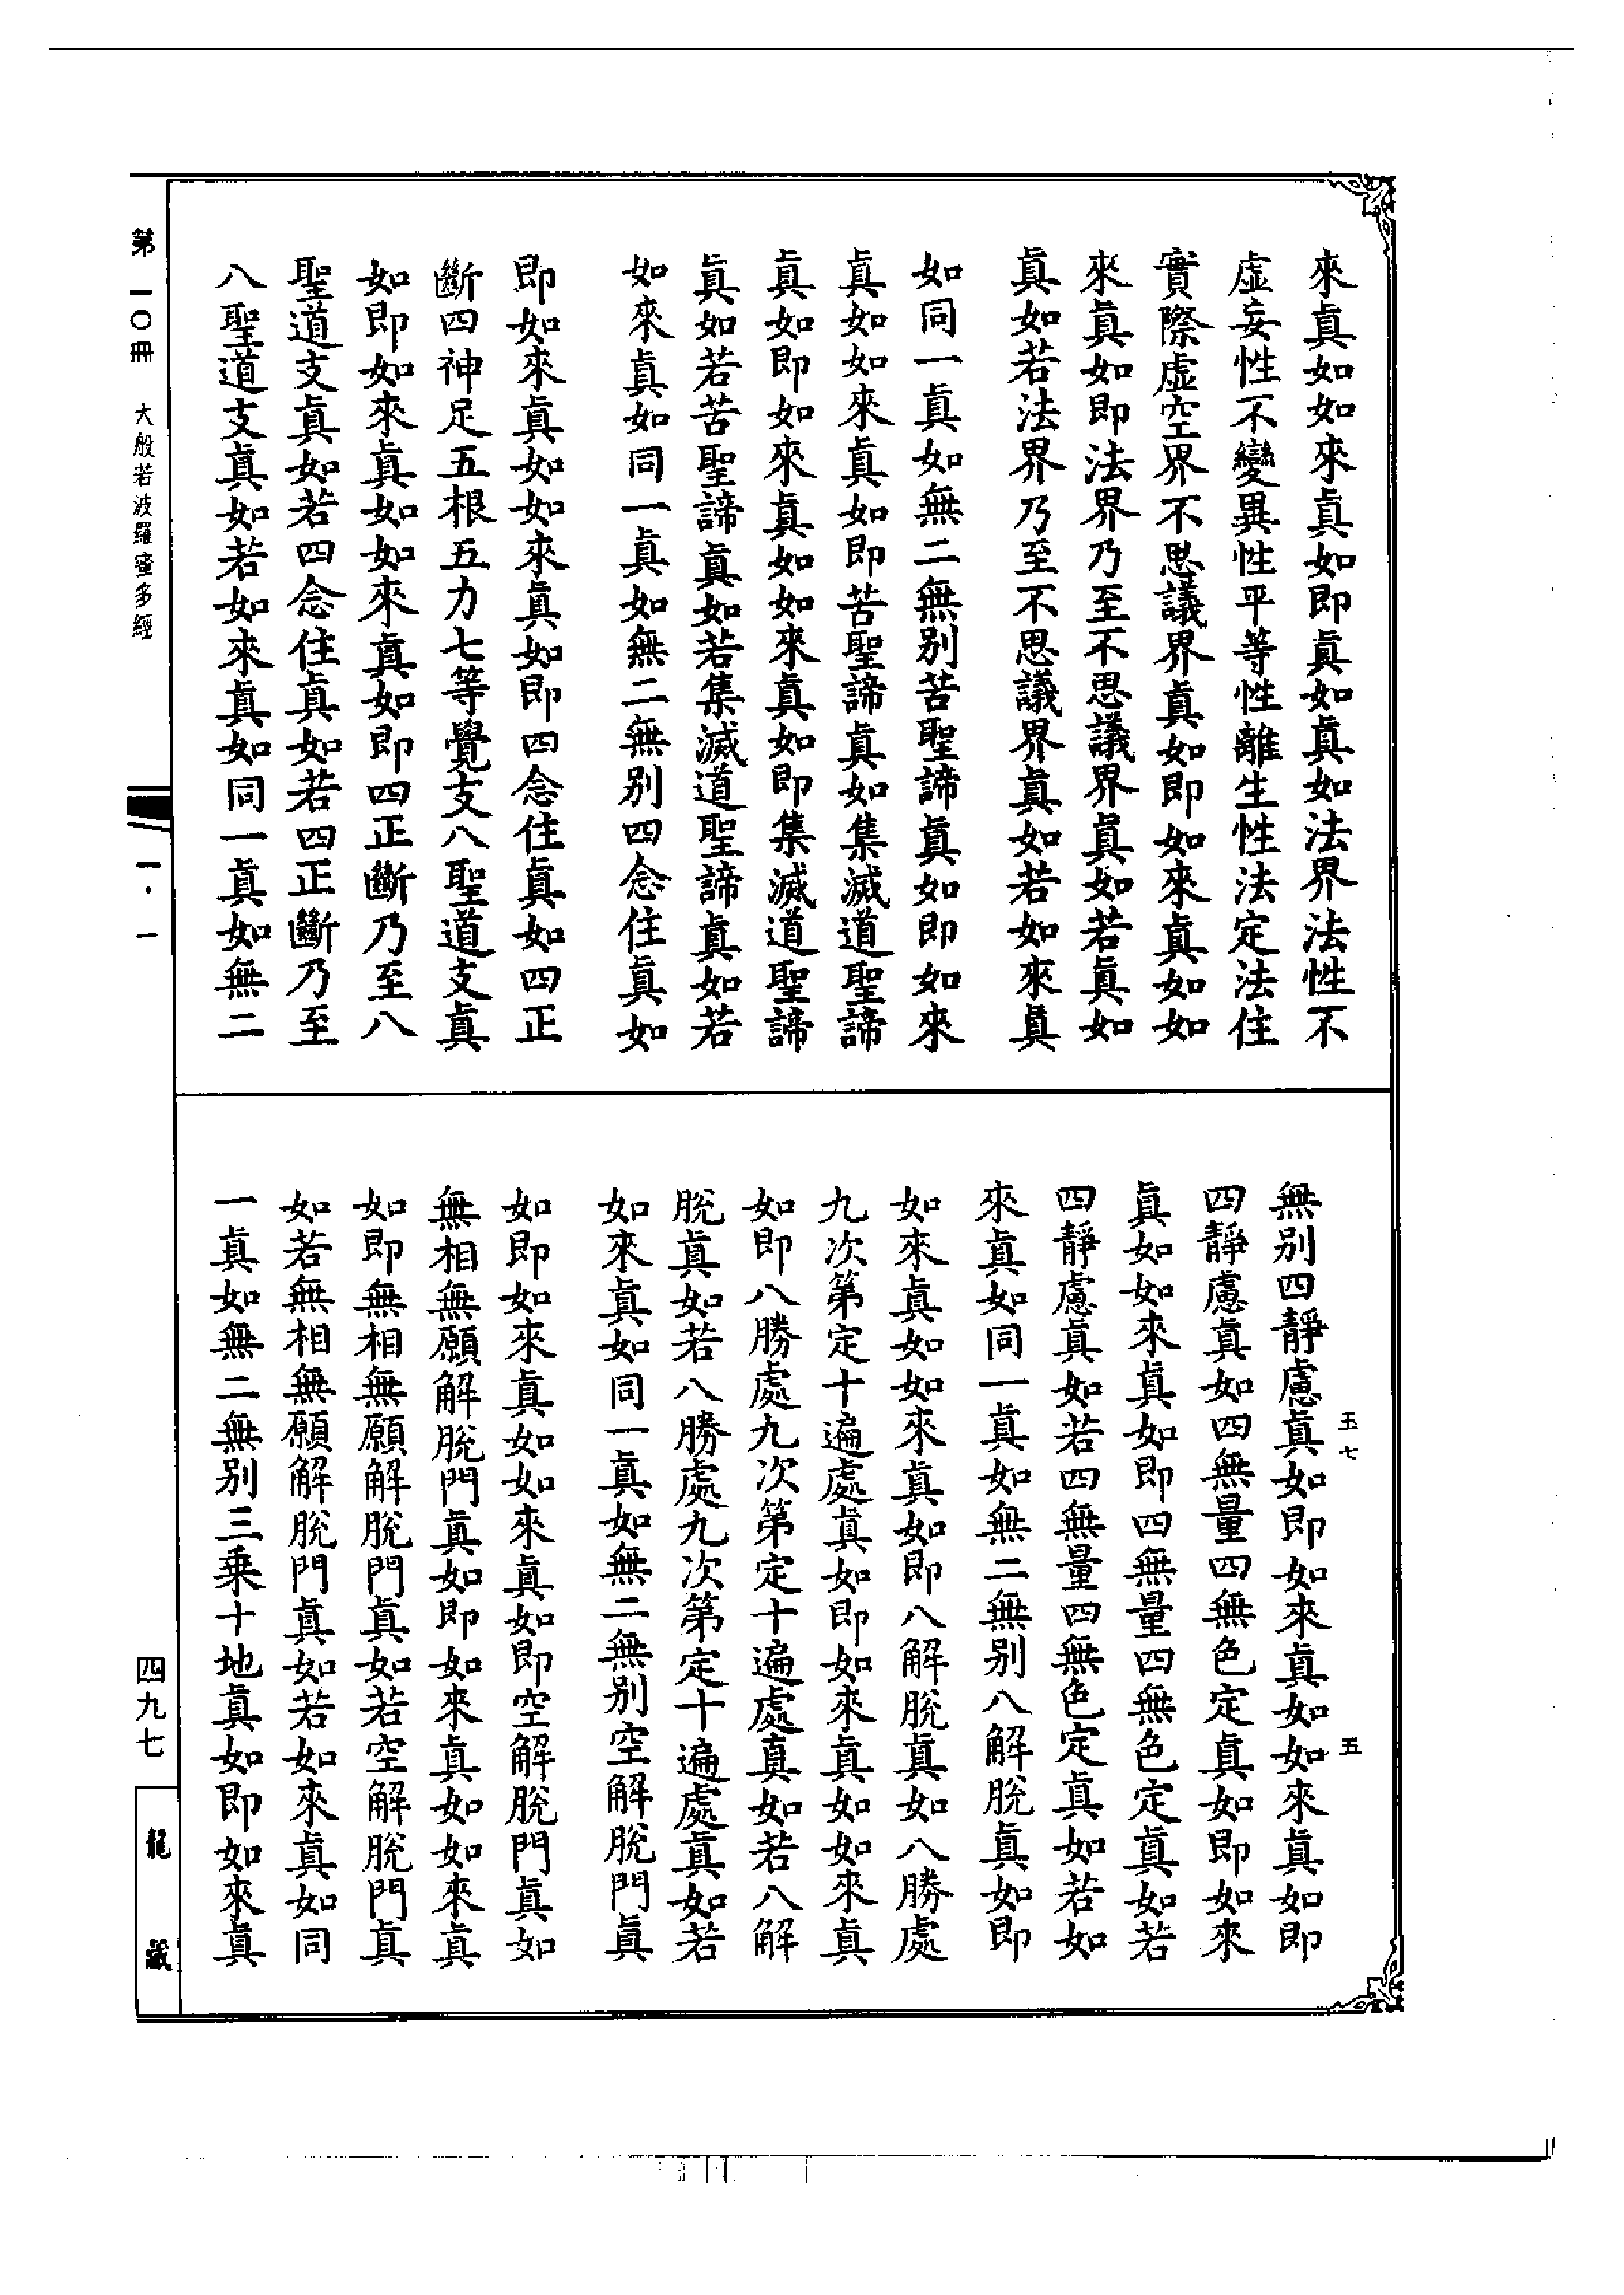 來真如如來真如即真如真如法界法性不
虛妄性不變異性平等性離生性法定法住
實際虛空界不思議界真如即如來真如如
來真如即法界乃至不思議界真如若真如
真如若法界乃至不思議界真如若如來真
如同一真如無二無別苦聖諦真如即如來
真如如來真如即苦聖諦真如集滅道聖諦
真如即如來真如如來真如即集滅道聖諦
真如若苦聖諦真如若集滅道聖諦真如若
如來真如同一真如無二無別四念住真如
即如來真如如來真如即四念住真如四正
斷四神足五根五力七等覺支八聖道支真
如即如來真如如來真如即四正斷乃至八
聖道支真如若四念住真如若四正斷乃至
八聖道支真如若如來真如同一真如無二
玉七 五
無別四靜慮真如即如來真如如來真如即
四靜慮真如四無量四無色定真如即如來
真如如來真如即四無量四無色定真如若
四靜慮真如若四無量四無色定真如若如
來真如同一真如無二無別八解脫真如即
如來真如如來真如即八解脫真如八勝處
九次第定十遍處真如即如來真如如來真
如即八勝處九次第定十遍處真如若八解
脫真如若八勝處九次第定十遍處真如若
如來真如同一真如無二無別空解脫門真
如即如來真如如來真如即空解脫門真如
無相無願解脫門真如即如來真如如來真
如即無相無願解脫門真如若空解脫門真
如若無相無願解脫門真如若如來真如同
一真如無二無別三乘十地真如即如來真
第一〇冊 大般若波羅蜜多經
一·一
四九七
龍藏